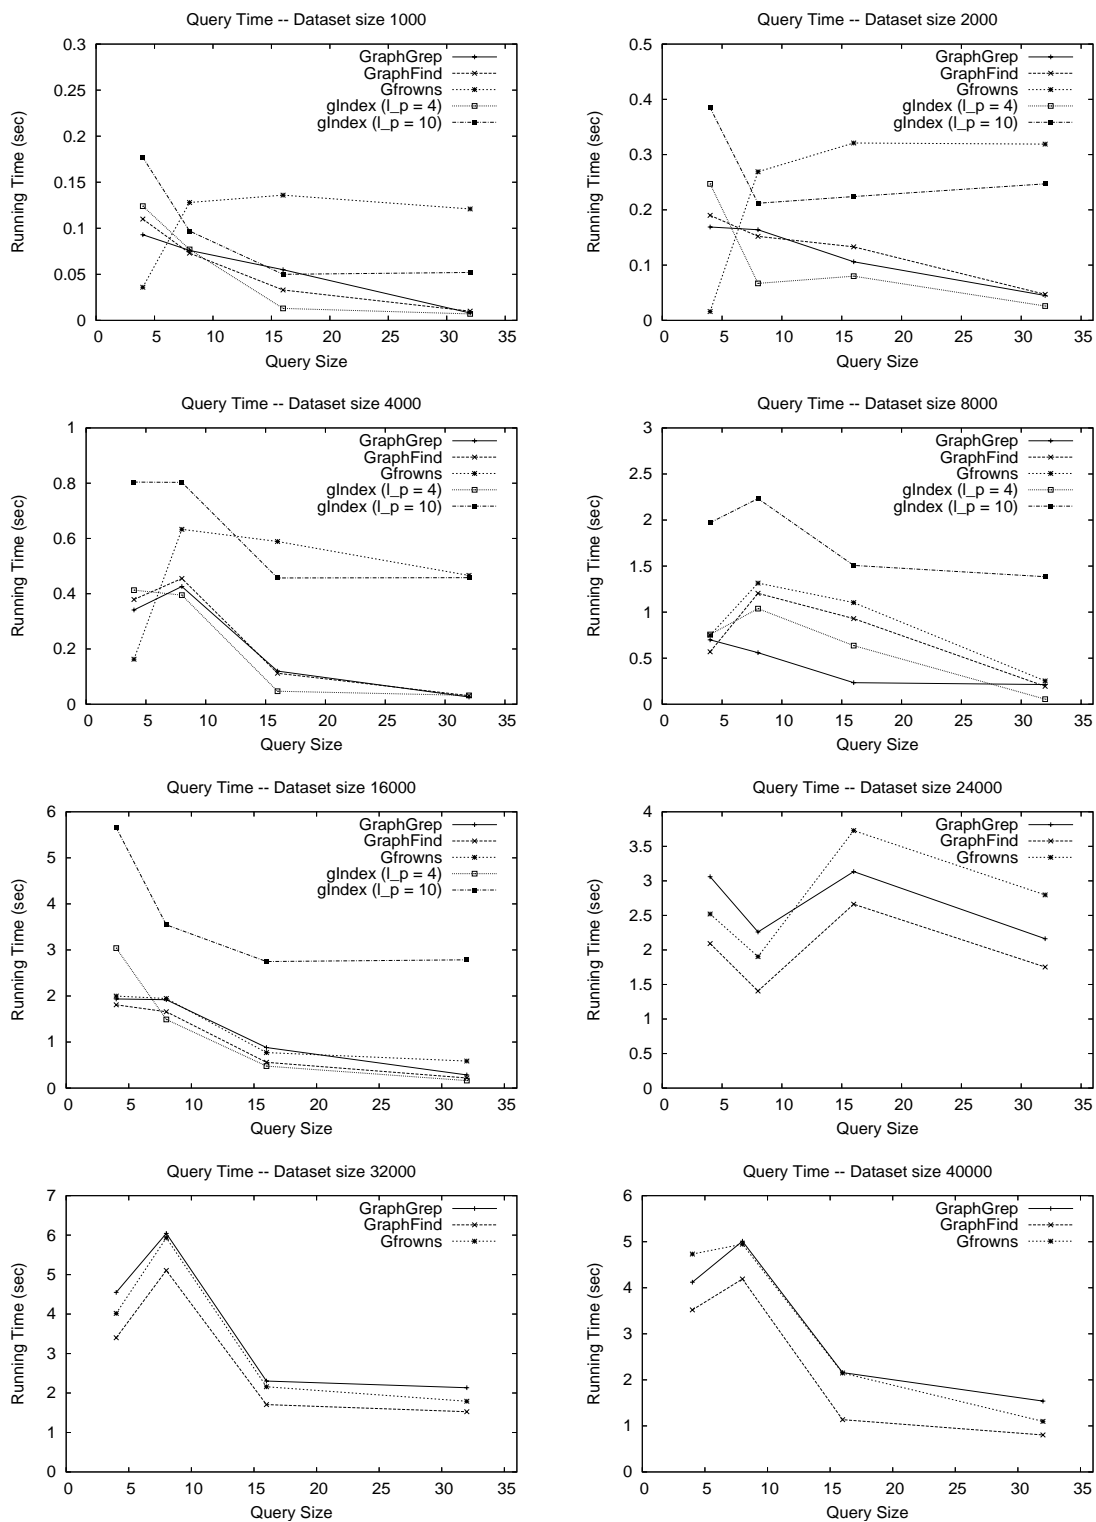 Query Time -- Dataset size 1000
0.3
0.25
0.2
0.15
0.1
0.05
0
Running Time (sec)
GraphGrep
GraphFind
Gfrowns
gIndex (l_p = 4)
gIndex (l_p = 10)
0 5 10 15 20 25 30 35
Query Size
Query Time -- Dataset size 2000
0.5
0.4
0.3
0.2
0.1
0
Running Time (sec)
GraphGrep
GraphFind
Gfrowns
gIndex (l_p = 4)
gIndex (l_p = 10)
0 5 10 15 20 25 30 35
Query Size
Query Time -- Dataset size 4000
1
0.8
0.6
0.4
0.2
0
Running Time (sec)
GraphGrep
GraphFind
Gfrowns
gIndex (l_p = 4)
gIndex (l_p = 10)
0 5 10 15 20 25 30 35
Query Size
Query Time -- Dataset size 8000
3
2.5
2
1.5
1
0.5
0
Running Time (sec)
GraphGrep
GraphFind
Gfrowns
gIndex (l_p = 4)
gIndex (l_p = 10)
0 5 10 15 20 25 30 35
Query Size
Query Time -- Dataset size 16000
6
5
4
3
2
1
0
Running Time (sec)
GraphGrep
GraphFind
Gfrowns
gIndex (l_p = 4)
gIndex (l_p = 10)
0 5 10 15 20 25 30 35
Query Size
Query Time -- Dataset size 24000
4
3.5
3
2.5
2
1.5
1
0.5
0
Running Time (sec)
GraphGrep
GraphFind
Gfrowns
0 5 10 15 20 25 30 35
Query Size
Query Time -- Dataset size 32000
7
6
5
4
3
2
1
0
Running Time (sec)
GraphGrep
GraphFind
Gfrowns
0 5 10 15 20 25 30 35
Query Size
Query Time -- Dataset size 40000
6
5
4
3
2
1
0
Running Time (sec)
GraphGrep
GraphFind
Gfrowns
0 5 10 15 20 25 30 35
Query Size